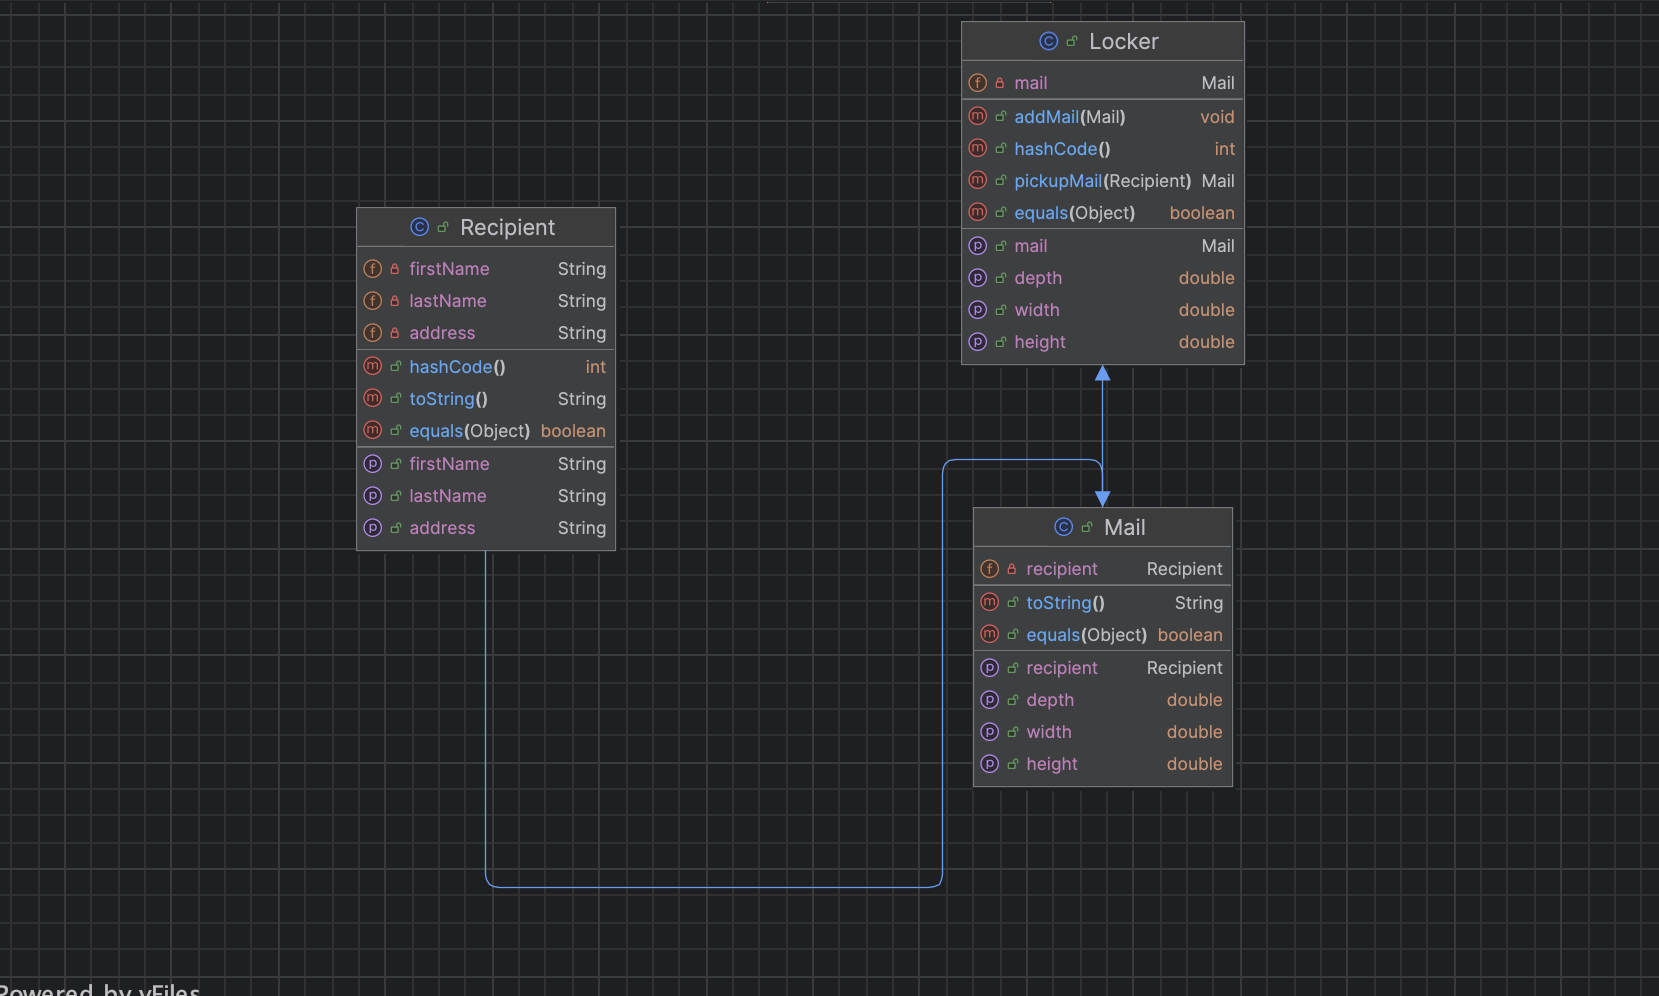 Locker
mail Mail
addMail(Mail) void
hashCode() int
pickupMail(Recipient) Mail
equals(Object) boolean
mail Mail
depth double
width double
height double
Recipient
firstName String
lastName String
address String
hashCode() int
toString() String
equals(Object) boolean
firstName String
lastName String
address String
Mail
recipient Recipient
toString() String
equals(Object) boolean
recipient Recipient
depth double
width double
height double
Powered by yFiles